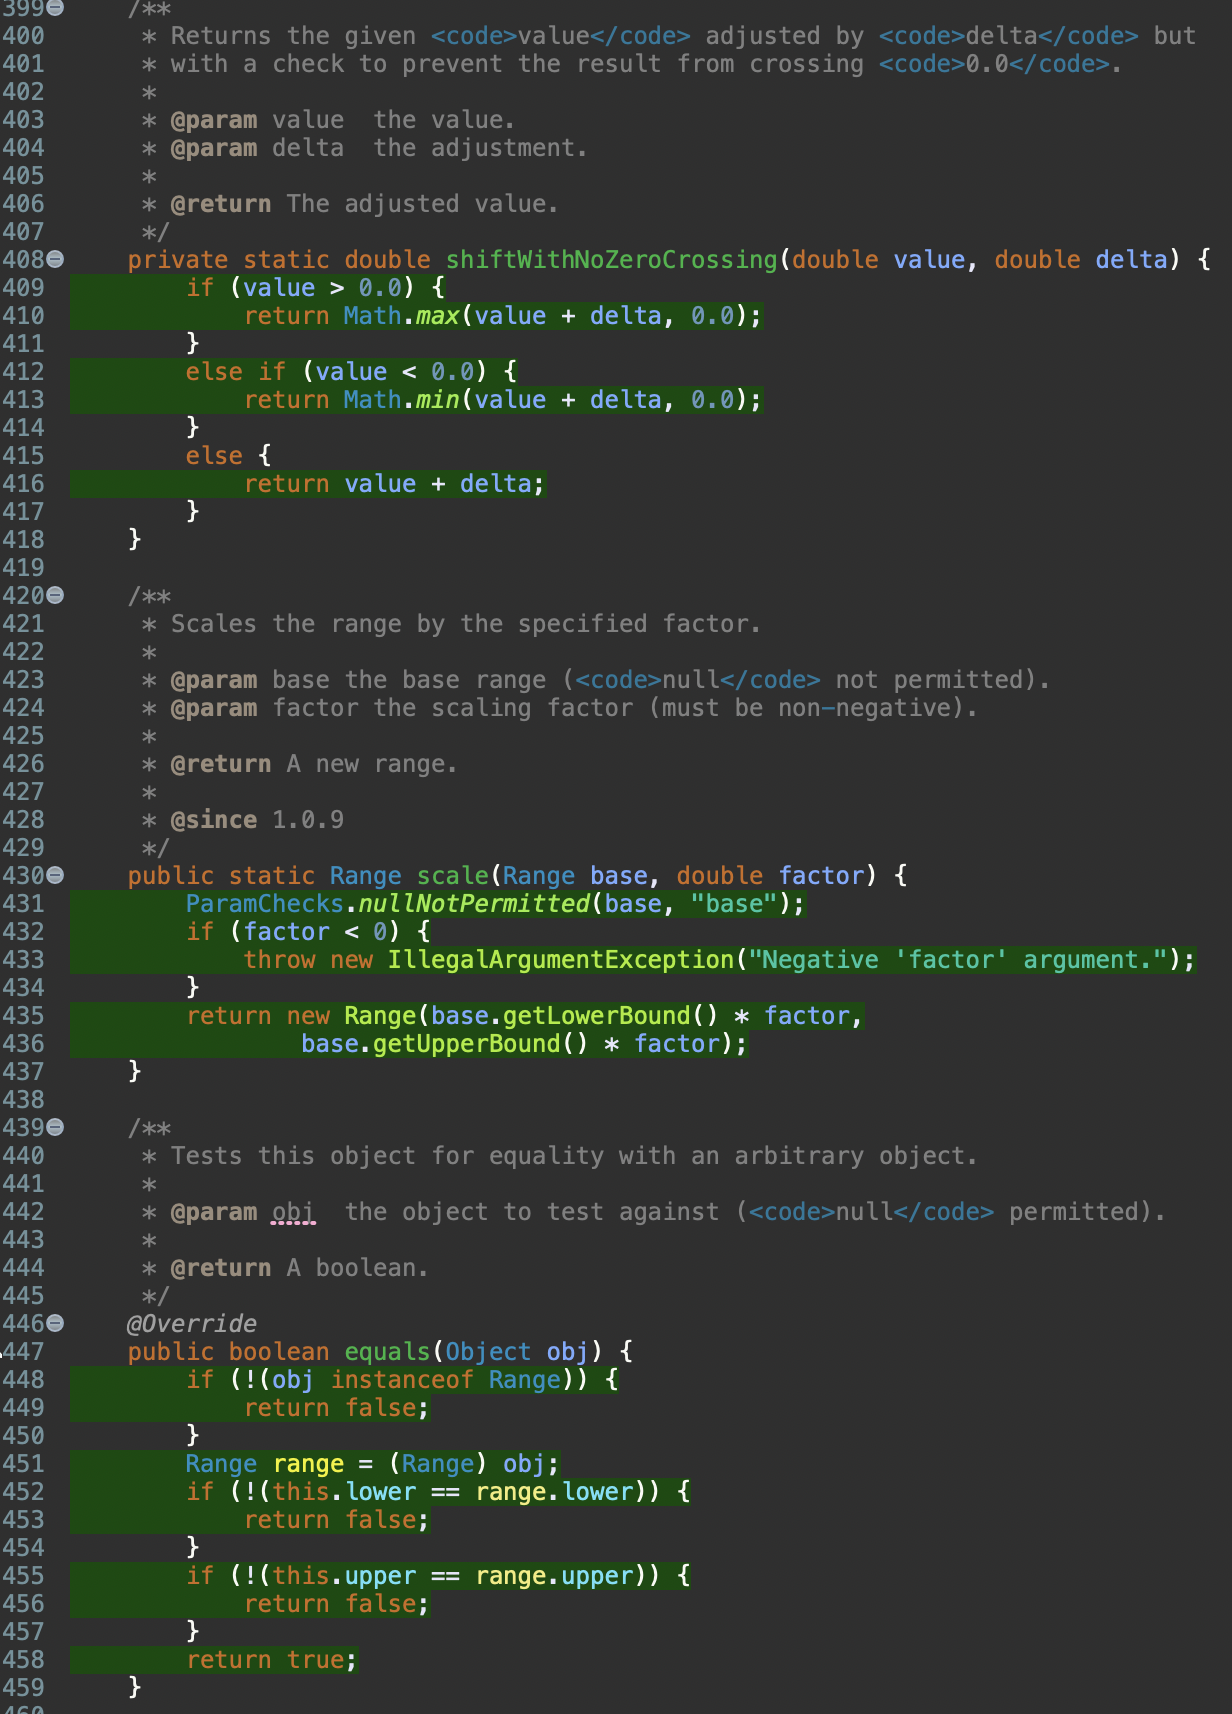 399 /**
400 * Returns the given <code>value</code> adjusted by <code>delta</code> but
401 * with a check to prevent the result from crossing <code>0.0</code>.
402 *
403 * @param value  the value.
404 * @param delta  the adjustment.
405 *
406 * @return The adjusted value.
407 */
408 private static double shiftWithNoZeroCrossing(double value, double delta) {
409 if (value > 0.0) {
410 return Math.max(value + delta, 0.0);
411 }
412 else if (value < 0.0) {
413 return Math.min(value + delta, 0.0);
414 }
415 else {
416 return value + delta;
417 }
418 }
419
420 /**
421 * Scales the range by the specified factor.
422 *
423 * @param base the base range (<code>null</code> not permitted).
424 * @param factor the scaling factor (must be non-negative).
425 *
426 * @return A new range.
427 *
428 * @since 1.0.9
429 */
430 public static Range scale(Range base, double factor) {
431 ParamChecks.nullNotPermitted(base, "base");
432 if (factor < 0) {
433 throw new IllegalArgumentException("Negative 'factor' argument.");
434 }
435 return new Range(base.getLowerBound() * factor,
436 base.getUpperBound() * factor);
437 }
438
439 /**
440 * Tests this object for equality with an arbitrary object.
441 *
442 * @param obj  the object to test against (<code>null</code> permitted).
443 *
444 * @return A boolean.
445 */
446 @Override
447 public boolean equals(Object obj) {
448 if (!(obj instanceof Range)) {
449 return false;
450 }
451 Range range = (Range) obj;
452 if (!(this.lower == range.lower)) {
453 return false;
454 }
455 if (!(this.upper == range.upper)) {
456 return false;
457 }
458 return true;
459 }
460